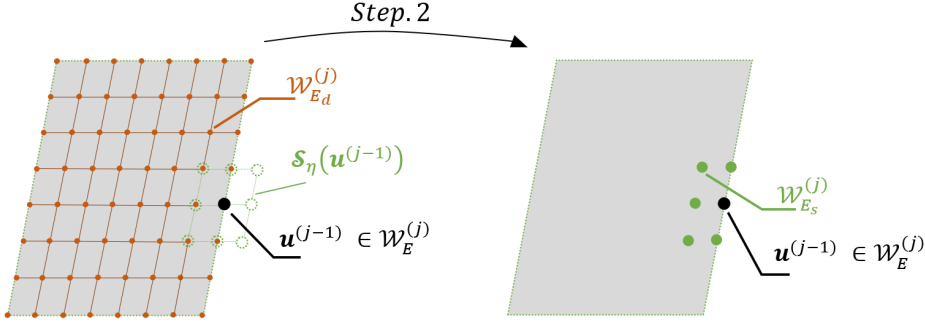 Step. 2
𝒲_{E_d}^{(j)}
𝓢_η(𝒖^{(j−1)})
𝒖^{(j−1)} ∈ 𝒲_E^{(j)}
𝒲_{E_s}^{(j)}
𝒖^{(j−1)} ∈ 𝒲_E^{(j)}